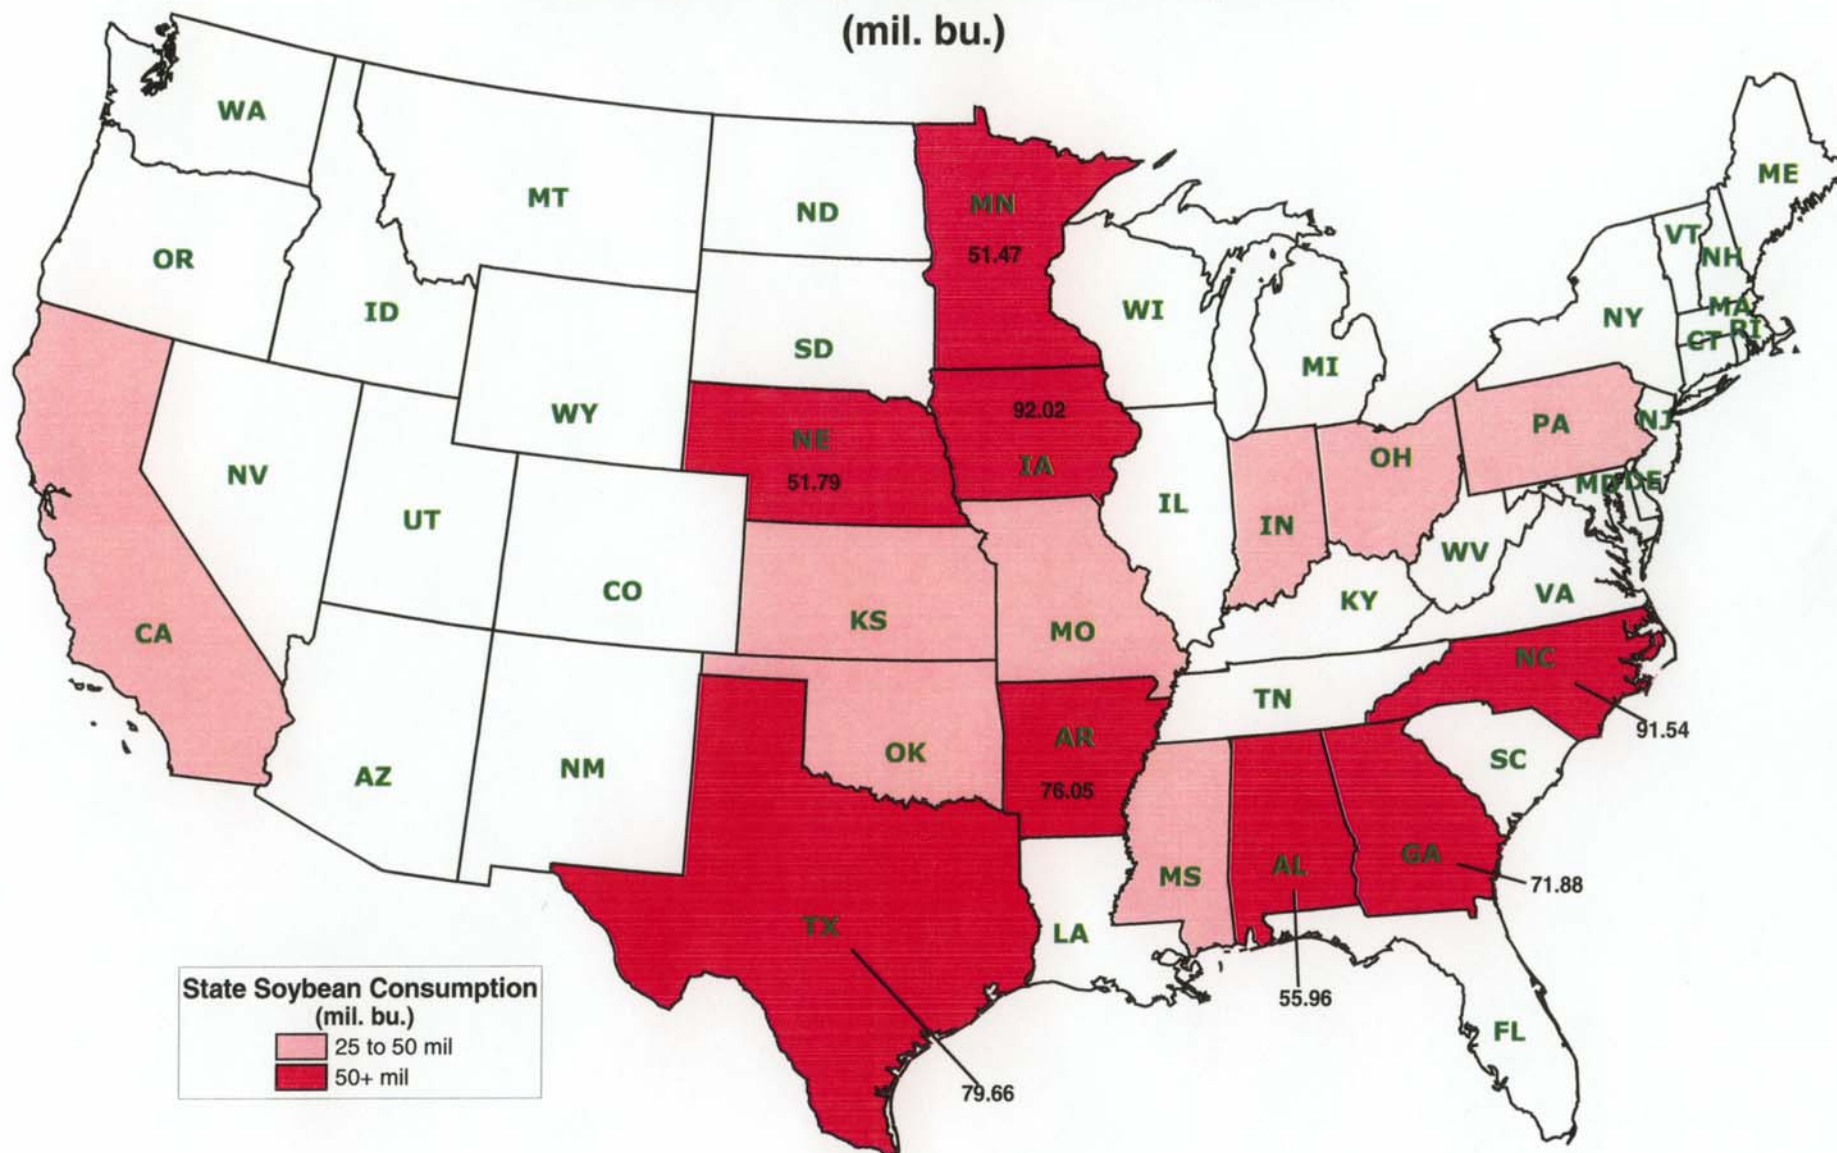 (mil. bu.)
WA
MT
ND
MN
51.47
ME
OR
ID
SD
WI
MI
VT
NH
NY
MA
CT
RI
WY
NE
51.79
92.02
IA
PA
NJ
OH
MD
DE
NV
UT
CO
IL
IN
WV
VA
KY
CA
KS
MO
NC
91.54
TN
AZ
NM
OK
AR
76.05
SC
MS
AL
GA
71.88
TX
LA
55.96
FL
79.66
State Soybean Consumption
(mil. bu.)
25 to 50 mil
50+ mil